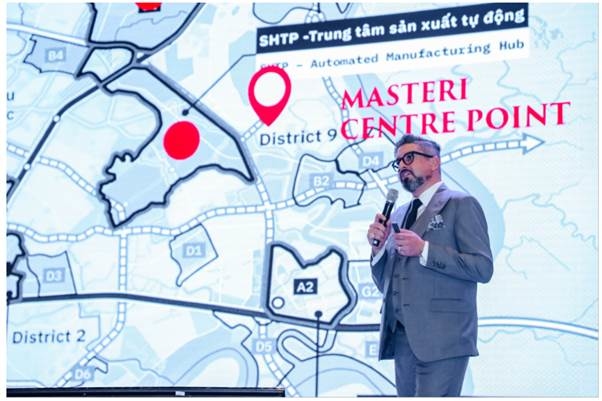 SHTP -Trung tâm sản xuất tự động
SHTP – Automated Manufacturing Hub
B4
MASTERI
CENTRE POINT
District 9
D4
B2
D1
D3
A2
G2
District 2
D5
D6